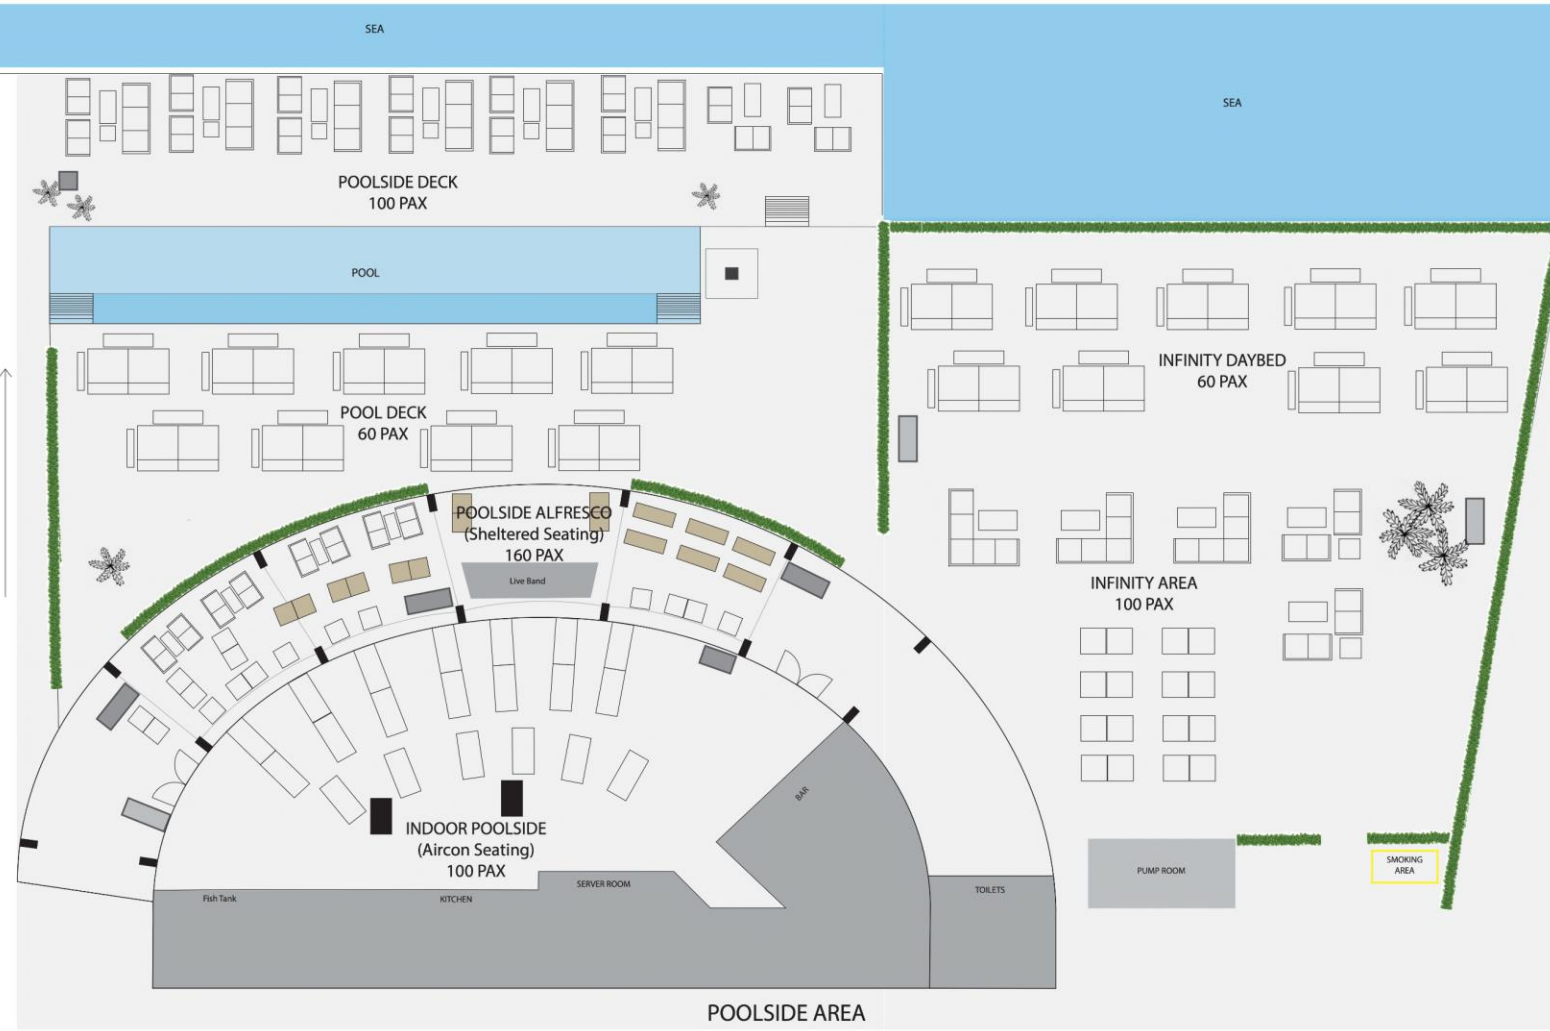 SEA
SEA
POOLSIDE DECK
100 PAX
POOL
INFINITY DAYBED
60 PAX
POOL DECK
60 PAX
POOLSIDE ALFRESCO
(Sheltered Seating)
160 PAX
Live Band
INFINITY AREA
100 PAX
BAR
INDOOR POOLSIDE
(Aircon Seating)
100 PAX
Fish Tank
KITCHEN
SERVER ROOM
TOILETS
PUMP ROOM
SMOKING
AREA
POOLSIDE AREA